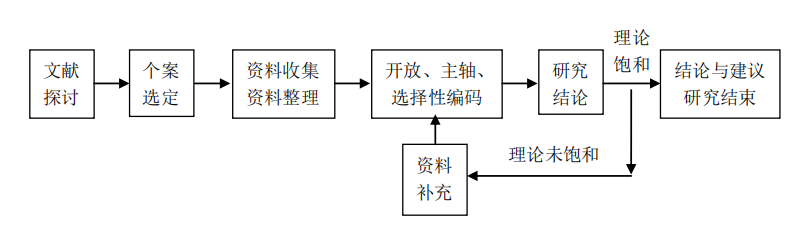 文献
探讨
个案
选定
资料收集
资料整理
开放、主轴、
选择性编码
研究
结论
理论
饱和
结论与建议
研究结束
理论未饱和
资料
补充